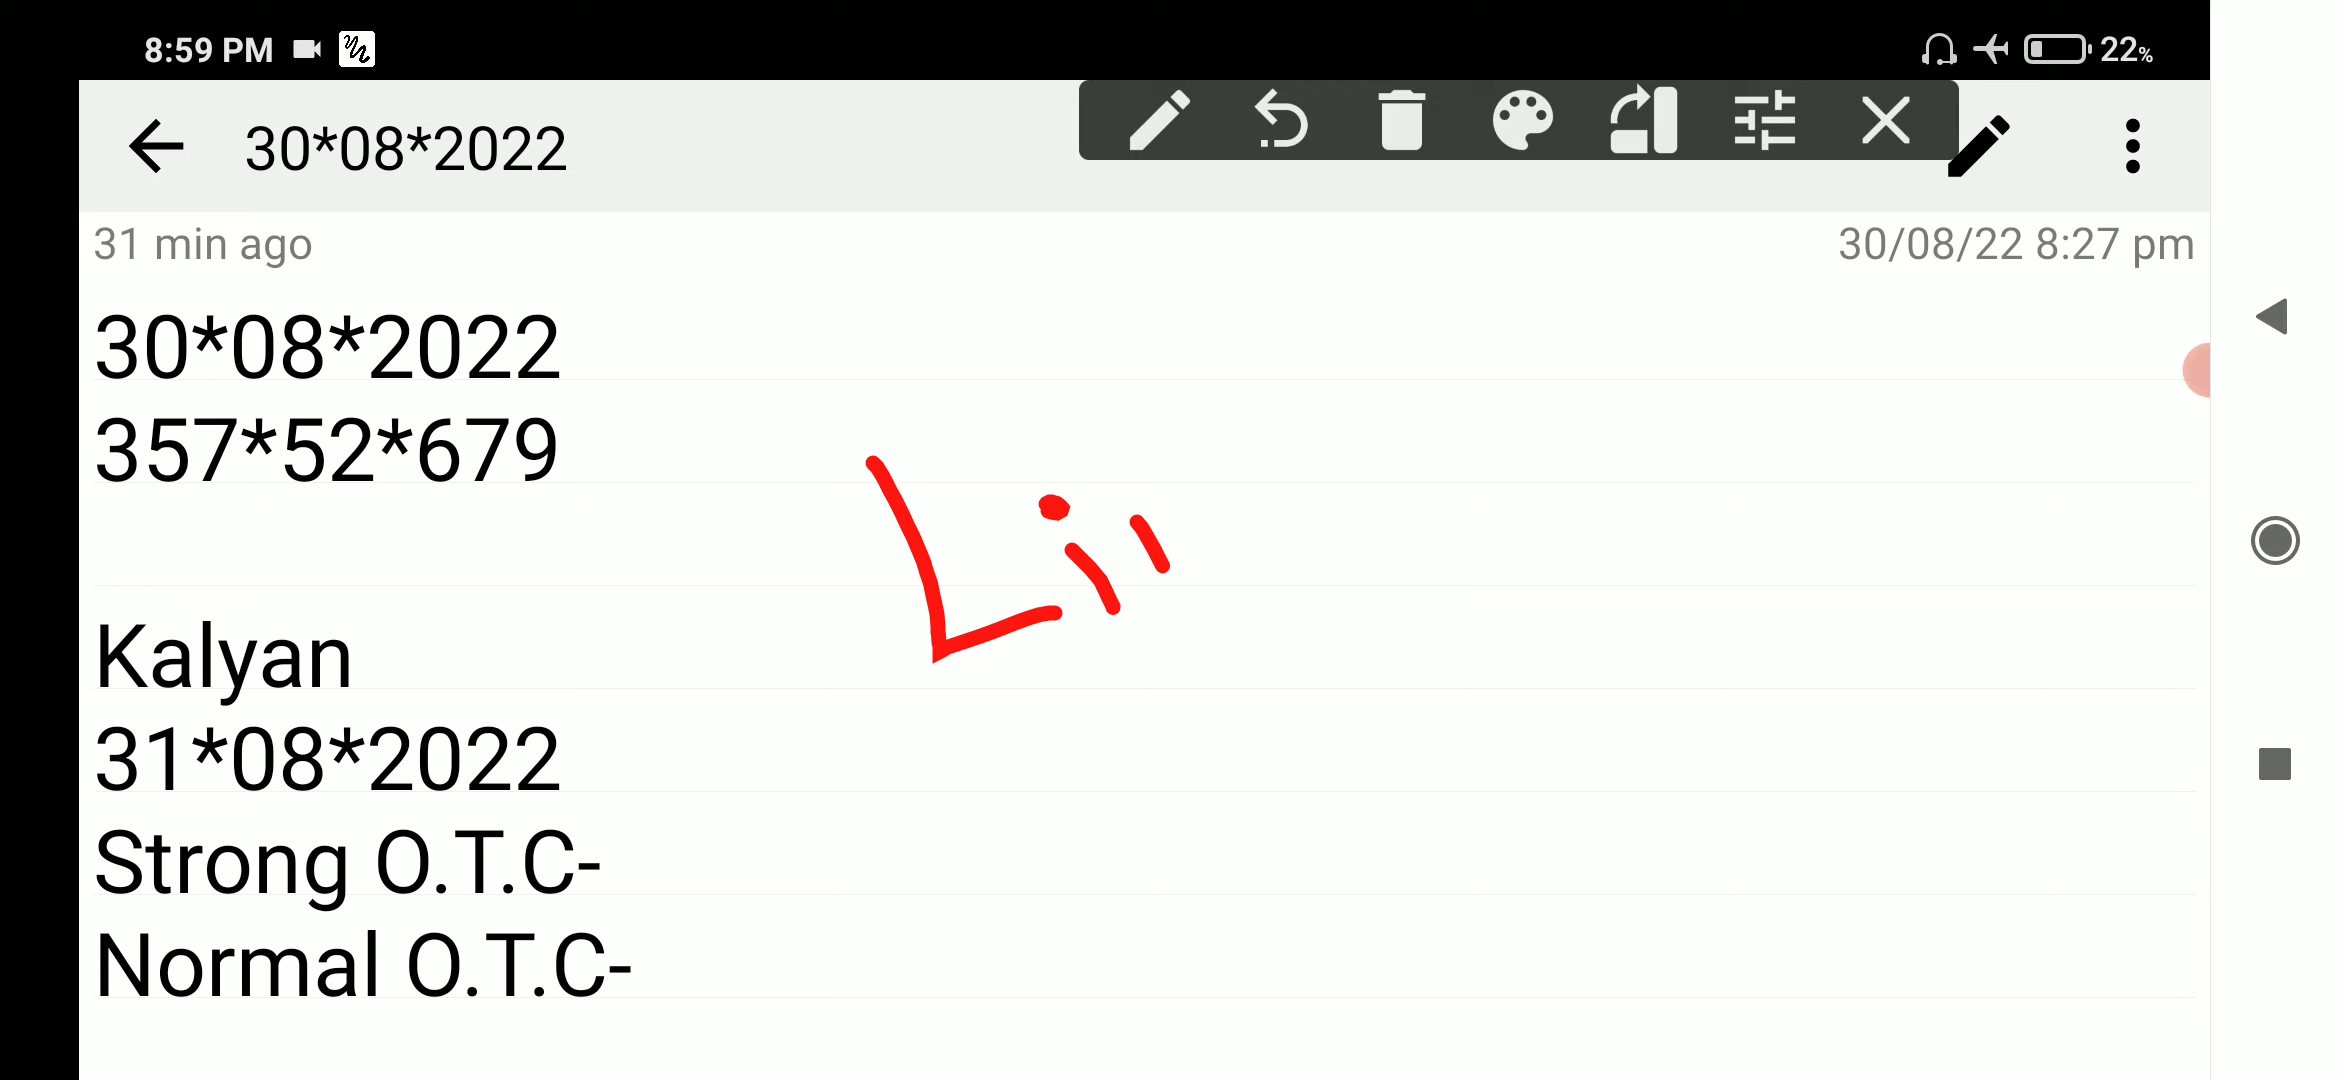 8:59 PM
22%
30*08*2022
31 min ago
30/08/22 8:27 pm
30*08*2022
357*52*679
Kalyan
31*08*2022
Strong O.T.C-
Normal O.T.C-